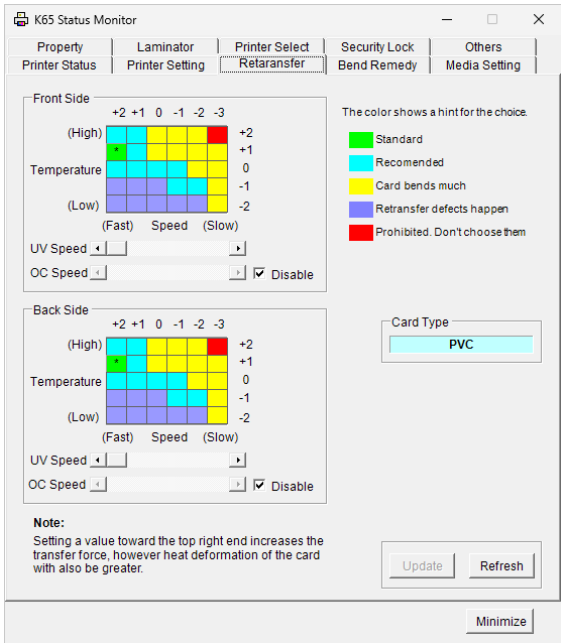 K65 Status Monitor
Property Laminator Printer Select Security Lock Others
Printer Status Printer Setting Retaransfer Bend Remedy Media Setting
Front Side
+2 +1 0 -1 -2 -3
(High) +2
* +1
Temperature 0
-1
(Low) -2
(Fast) Speed (Slow)
UV Speed
OC Speed Disable
The color shows a hint for the choice.
Standard
Recomended
Card bends much
Retransfer defects happen
Prohibited. Don't choose them
Back Side
+2 +1 0 -1 -2 -3
(High) +2
* +1
Temperature 0
-1
(Low) -2
(Fast) Speed (Slow)
UV Speed
OC Speed Disable
Card Type
PVC
Note:
Setting a value toward the top right end increases the
transfer force, however heat deformation of the card
with also be greater.
Update Refresh
Minimize